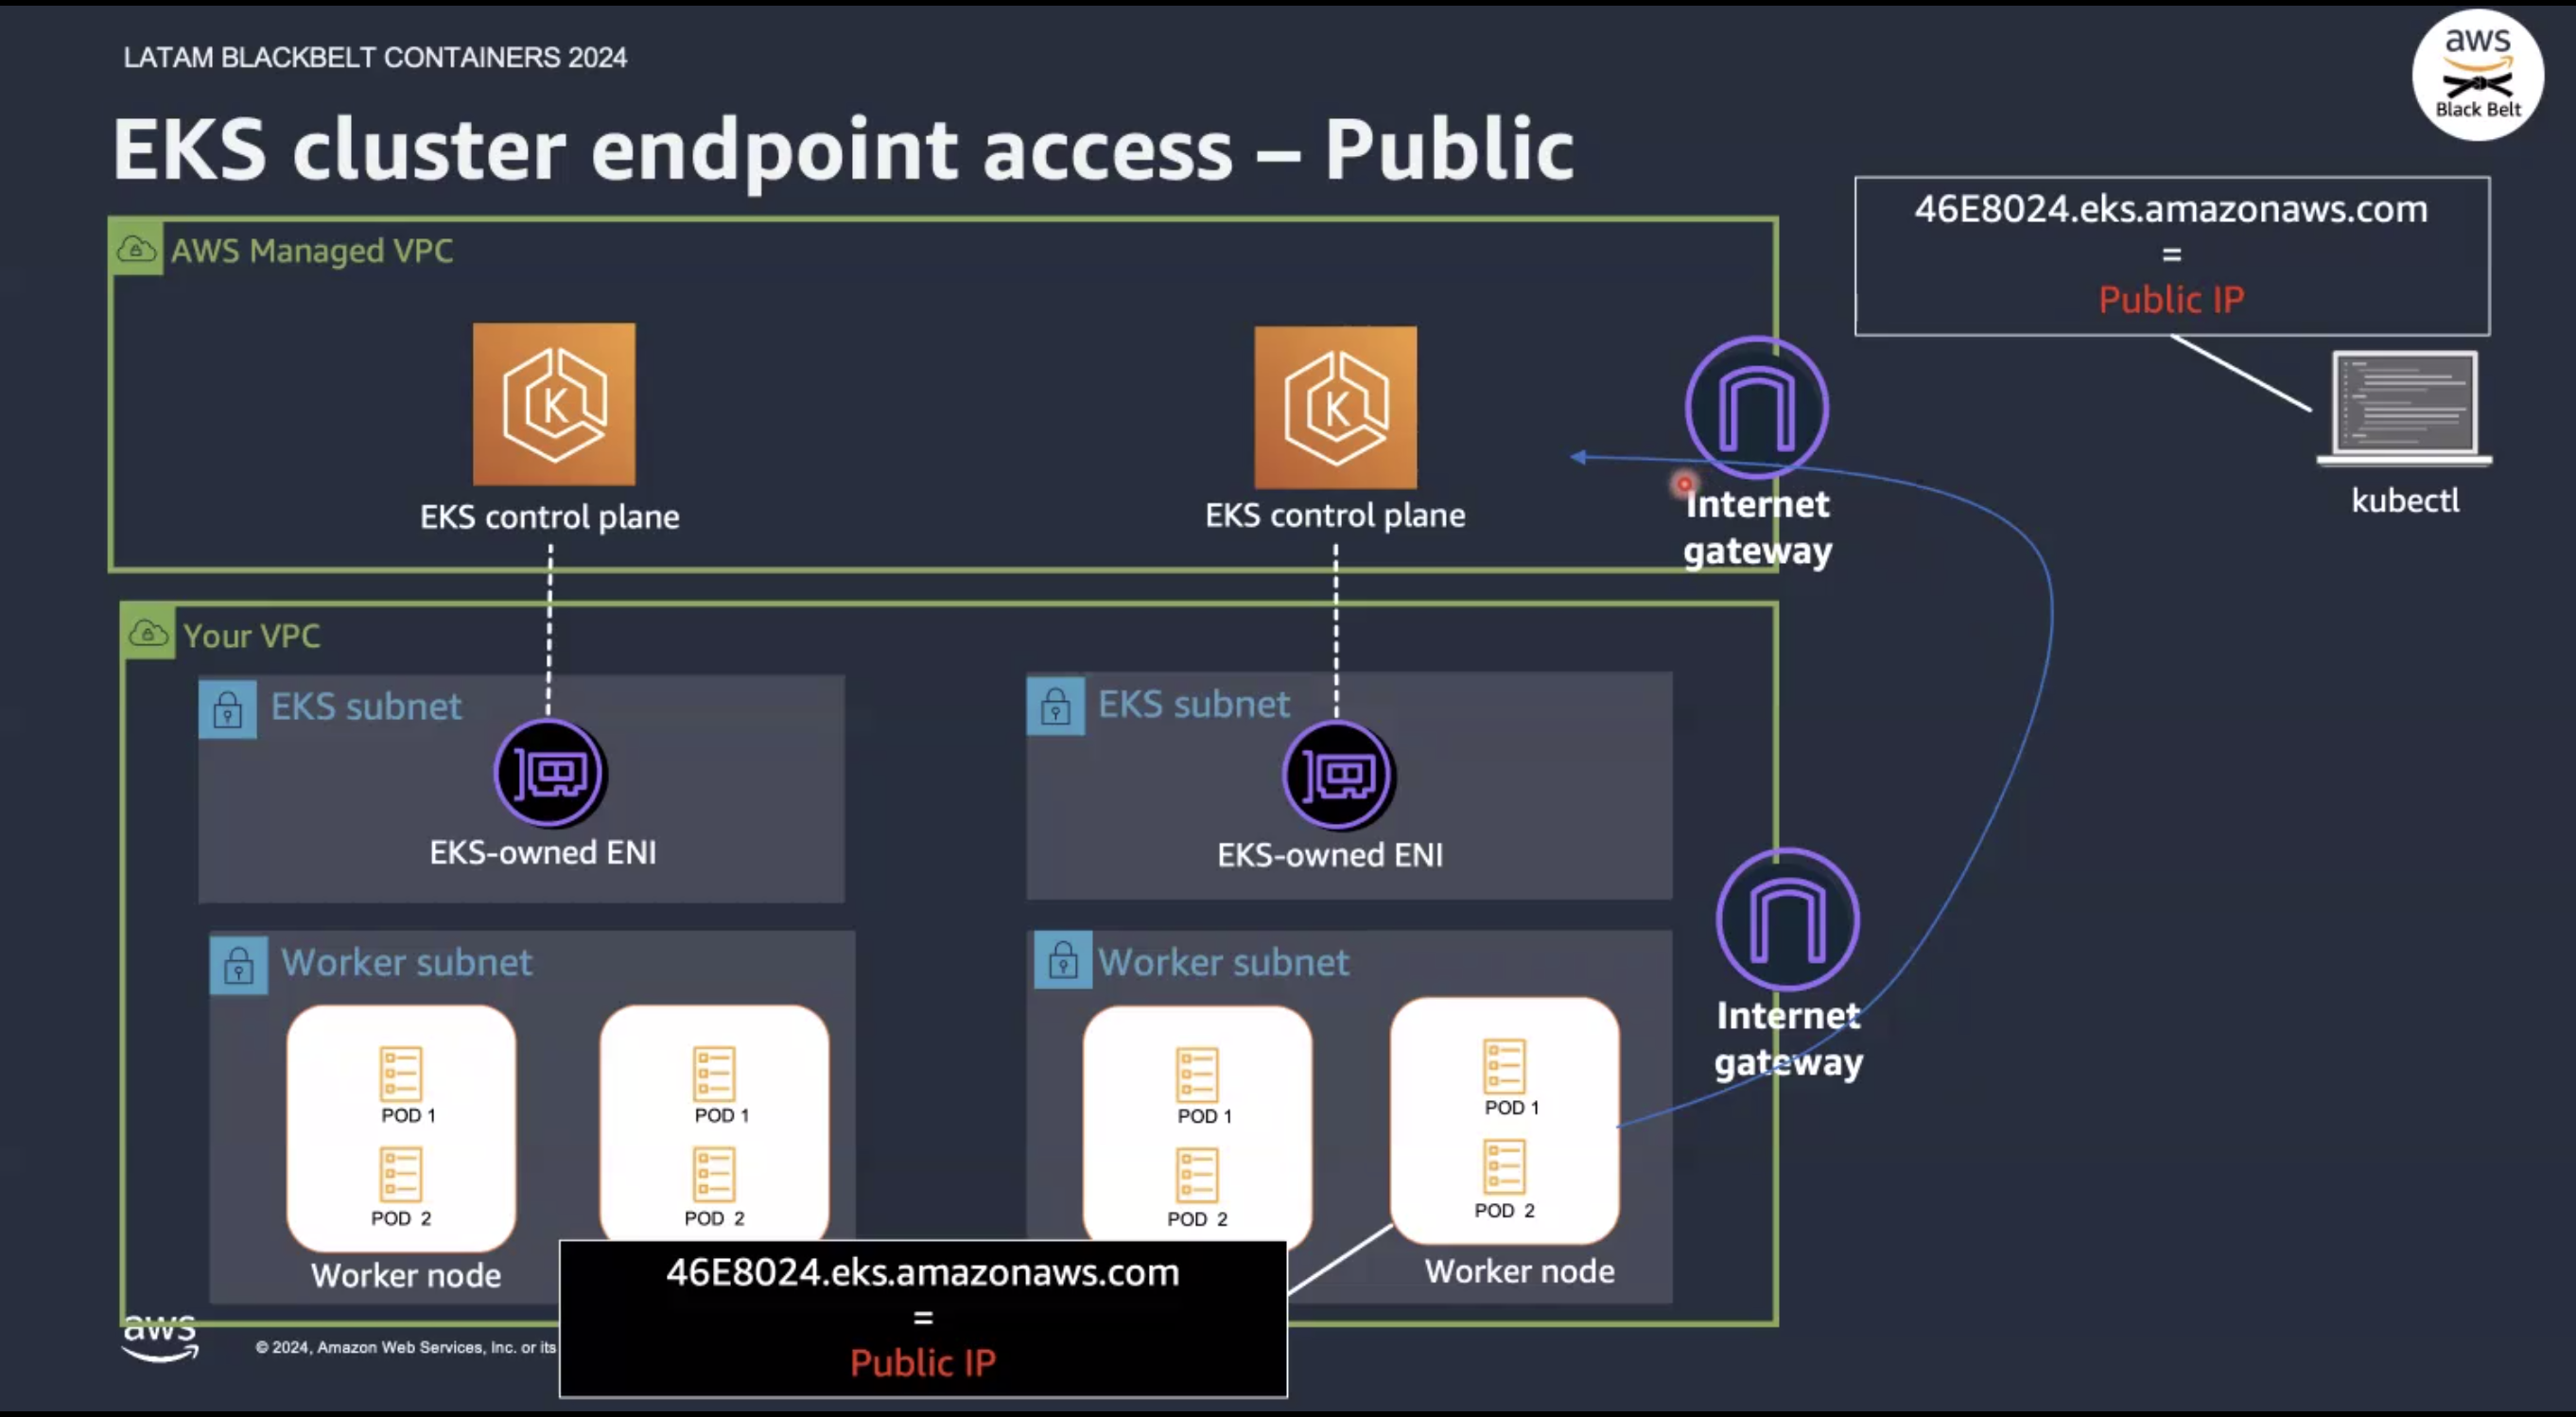 LATAM BLACKBELT CONTAINERS 2024
aws
Black Belt
EKS cluster endpoint access – Public
46E8024.eks.amazonaws.com
=
Public IP
AWS Managed VPC
K
EKS control plane
K
EKS control plane
Internet
gateway
kubectl
Your VPC
EKS subnet
EKS-owned ENI
EKS subnet
EKS-owned ENI
Internet
gateway
Worker subnet
POD 1
POD 2
Worker node
POD 1
POD 2
Worker subnet
POD 1
POD 2
POD 1
POD 2
Worker node
46E8024.eks.amazonaws.com
=
Public IP
aws
© 2024, Amazon Web Services, Inc. or its